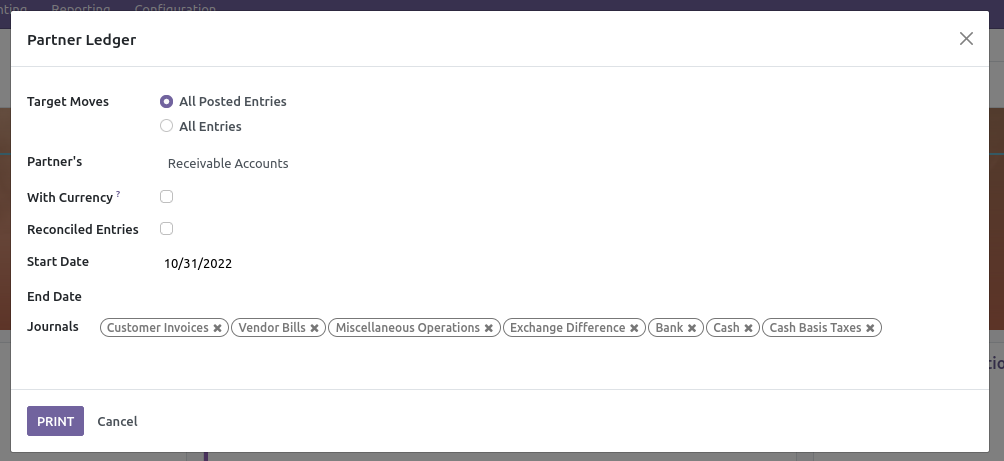 Reporting Configuration
Partner Ledger
Target Moves All Posted Entries
All Entries
Partner's Receivable Accounts
With Currency ?
Reconciled Entries
Start Date 10/31/2022
End Date
Journals Customer Invoices Vendor Bills Miscellaneous Operations Exchange Difference Bank Cash Cash Basis Taxes
PRINT Cancel